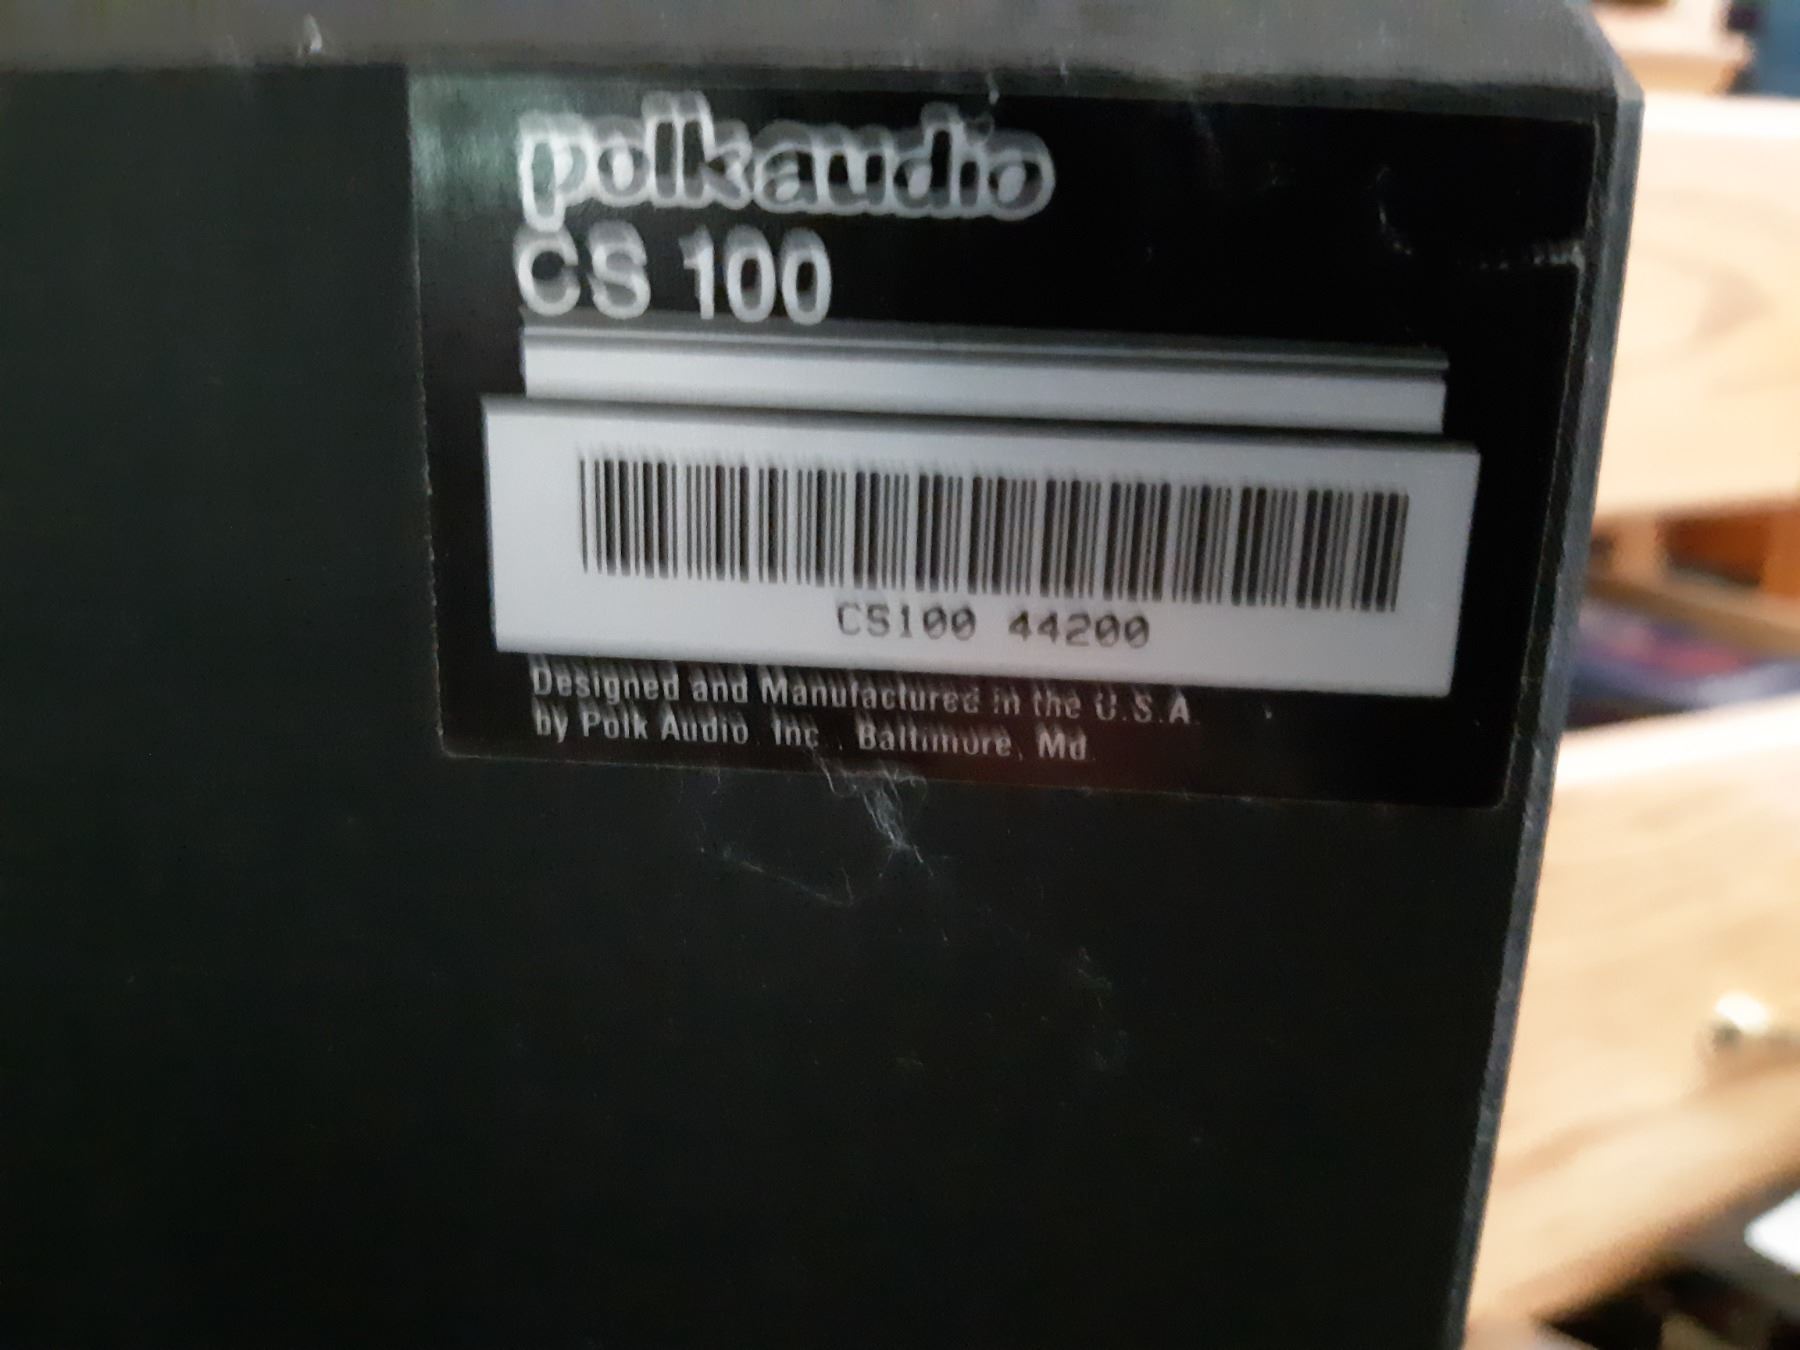 polkaudio
CS 100
CS100 44200
Designed and Manufactured in the U.S.A.
by Polk Audio, Inc., Baltimore, Md.